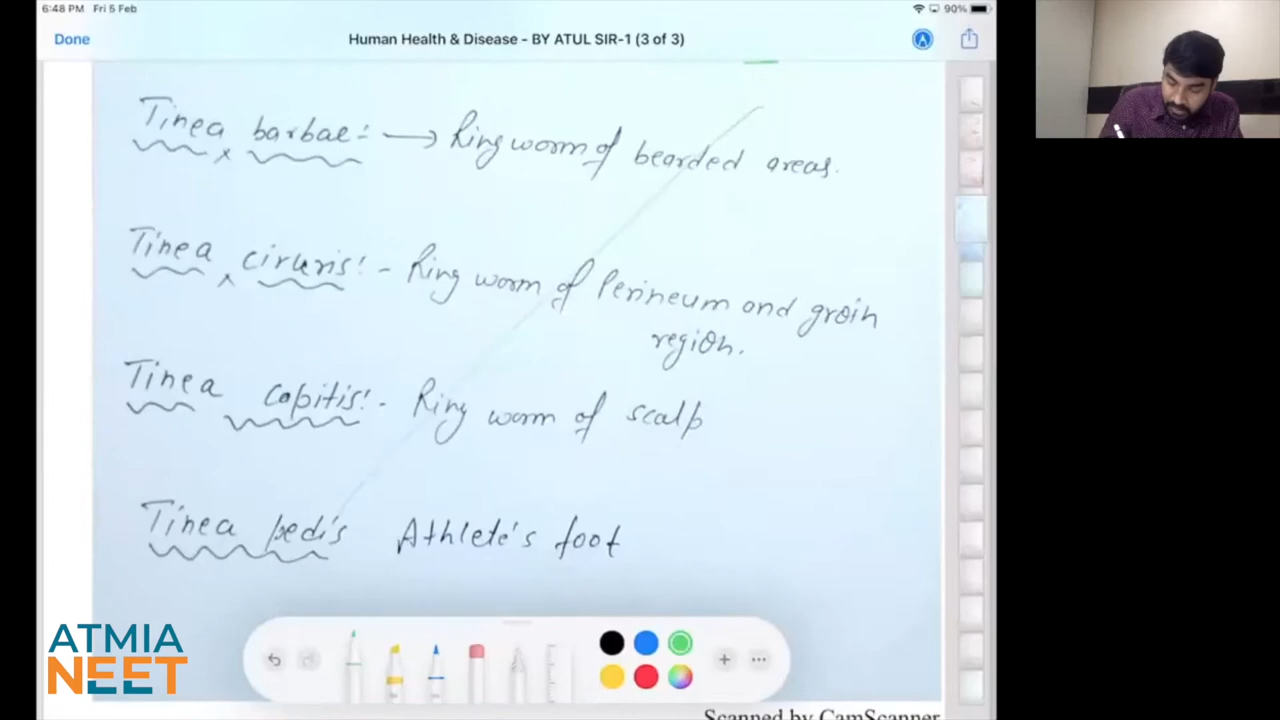 6:48 PM Fri 5 Feb
90%
Done
Human Health & Disease - BY ATUL SIR-1 (3 of 3)
Tinea barbae:- → Ring worm of bearded areas.
Tinea ciruris:- Ring worm of Perineum and groin
region.
Tinea capitis:- Ring worm of scalp
Tinea pedis Athlete's foot
ATMIA
NEET
Scanned by CamScanner